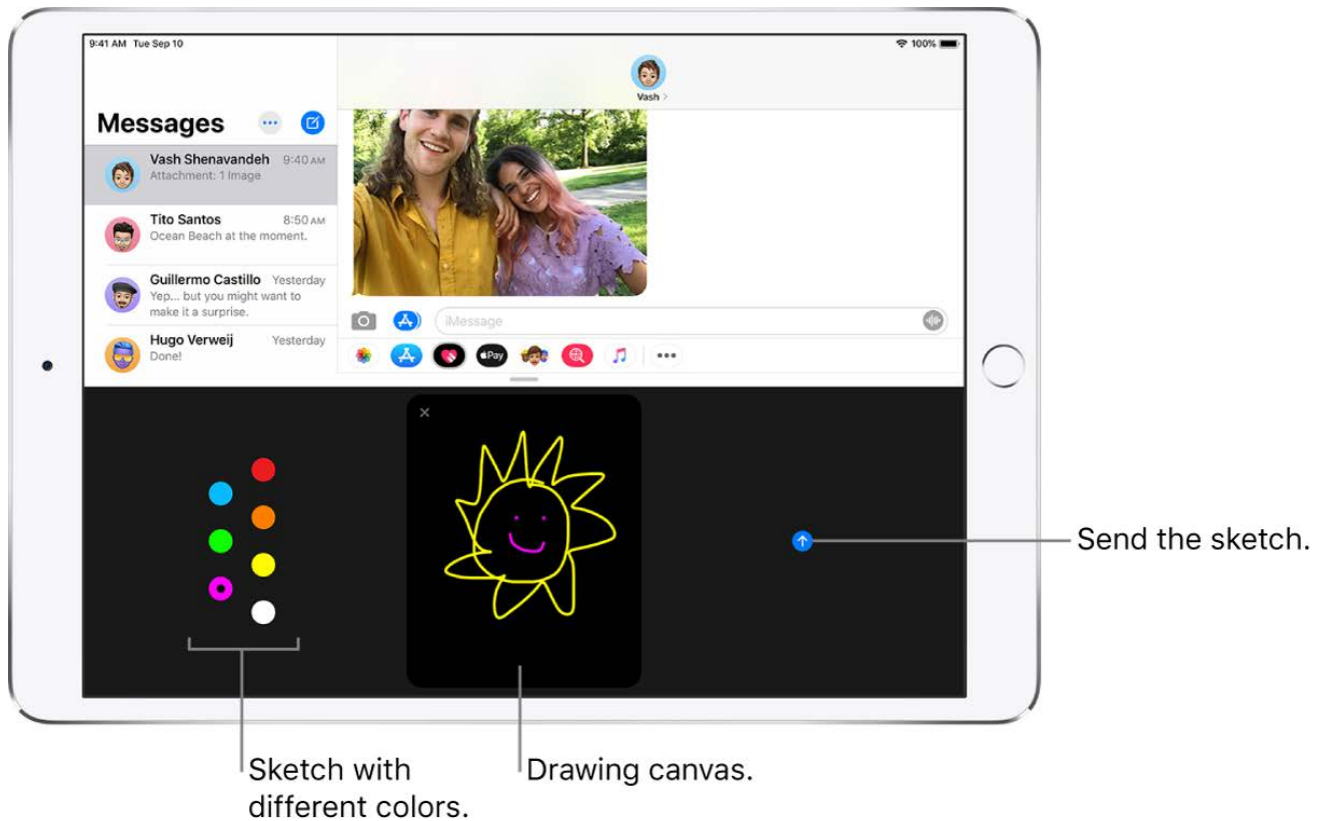 9:41 AM Tue Sep 10
100%
Vash >
Messages
Vash Shenavandeh 9:40 AM
Attachment: 1 Image
Tito Santos 8:50 AM
Ocean Beach at the moment.
Guillermo Castillo Yesterday
Yep... but you might want to
make it a surprise.
Hugo Verweij Yesterday
Done!
iMessage
Pay
Send the sketch.
Sketch with
different colors.
Drawing canvas.